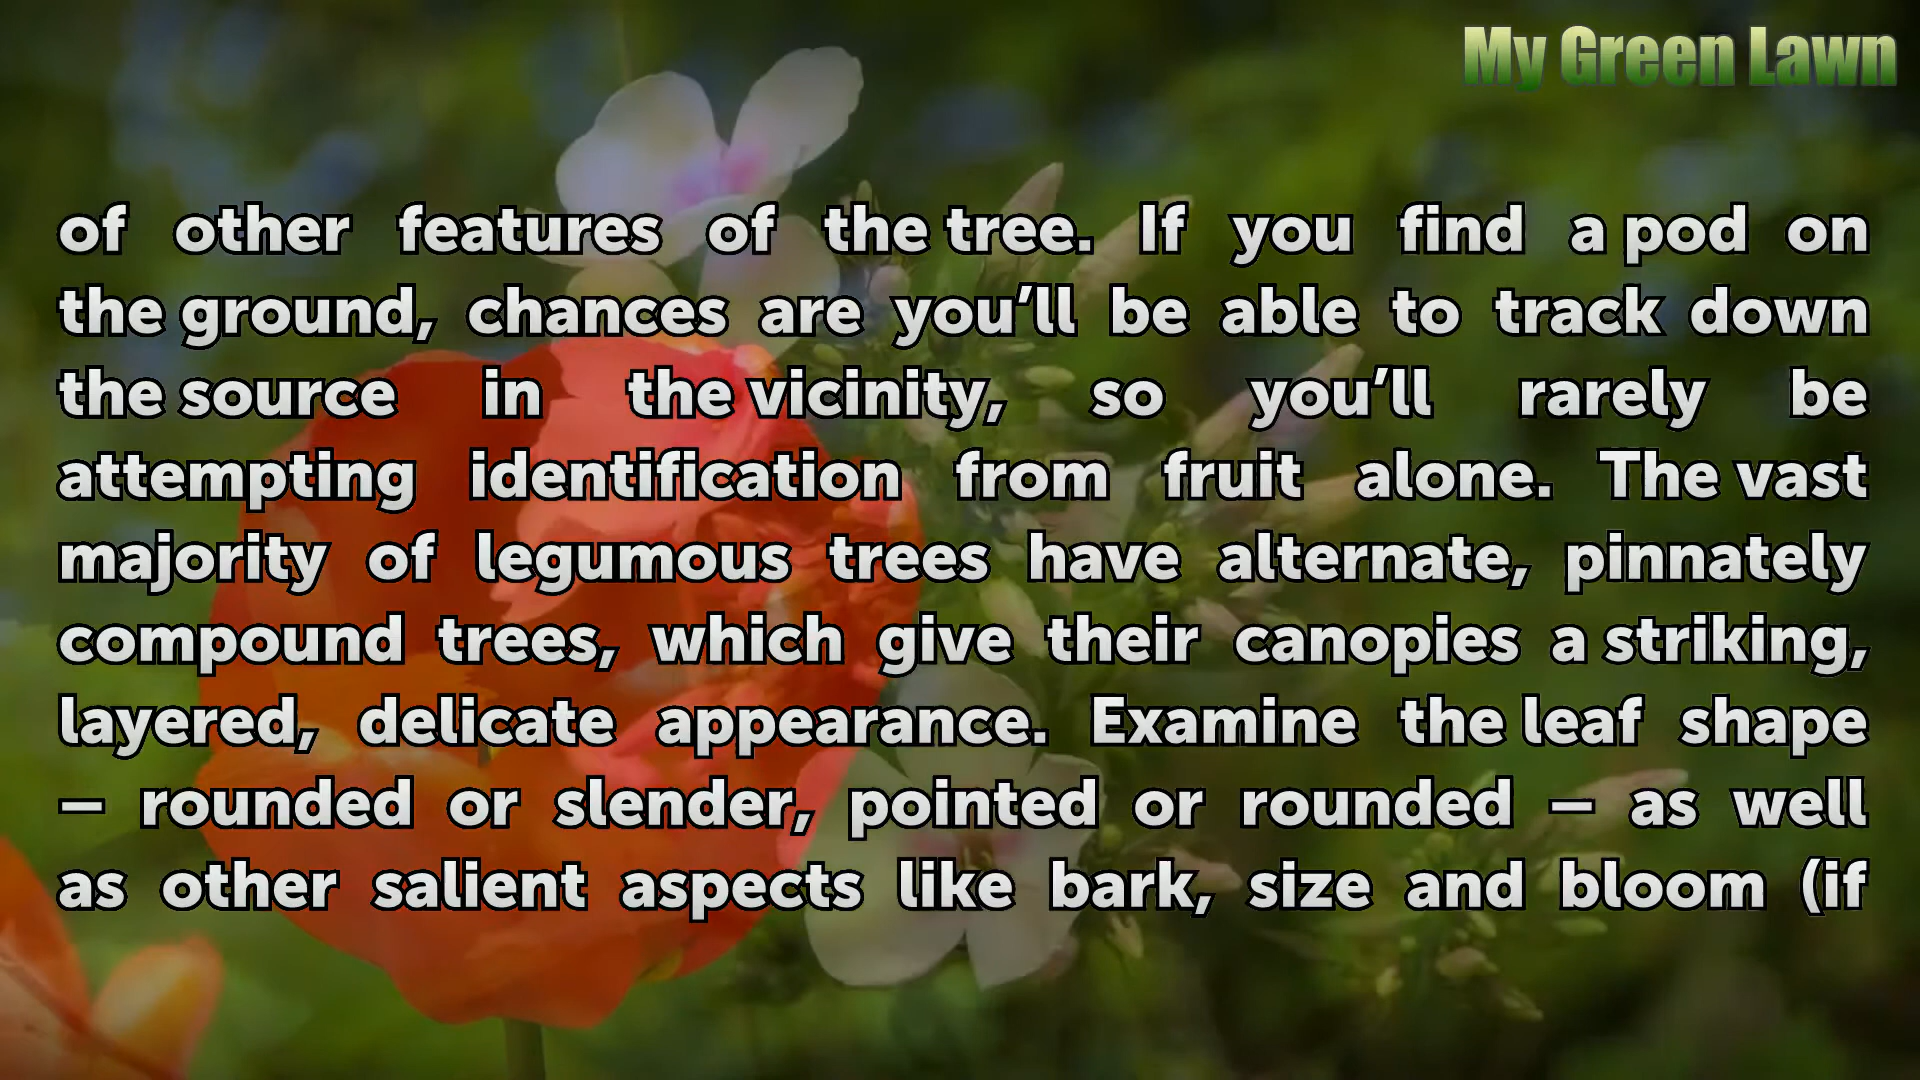 My Green Lawn
of other features of the tree. If you find a pod on
the ground, chances are you’ll be able to track down
the source in the vicinity, so you’ll rarely be
attempting identification from fruit alone. The vast
majority of legumous trees have alternate, pinnately
compound trees, which give their canopies a striking,
layered, delicate appearance. Examine the leaf shape
– rounded or slender, pointed or rounded – as well
as other salient aspects like bark, size and bloom (if